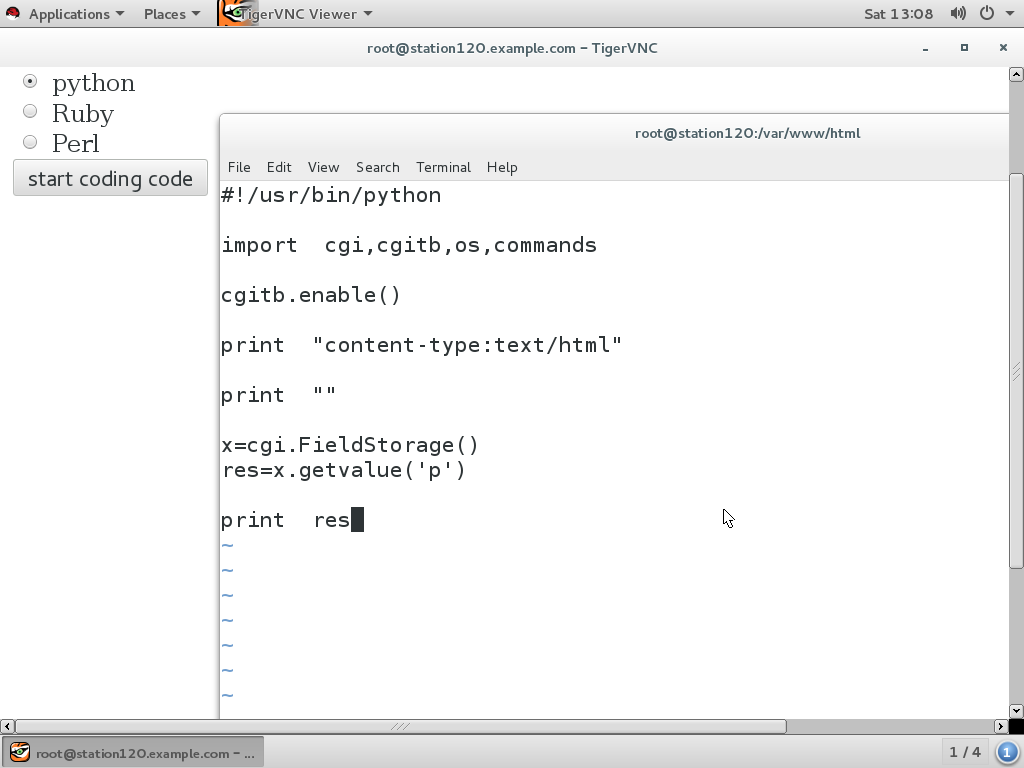 Applications Places TigerVNC Viewer Sat 13:08
root@station120.example.com - TigerVNC
python
Ruby
Perl
start coding code
root@station120:/var/www/html
File Edit View Search Terminal Help
#!/usr/bin/python
import  cgi,cgitb,os,commands
cgitb.enable()
print  "content-type:text/html"
print  ""
x=cgi.FieldStorage()
res=x.getvalue('p')
print  res
~
~
~
~
~
~
~
root@station120.example.com - ... 1 / 4 1